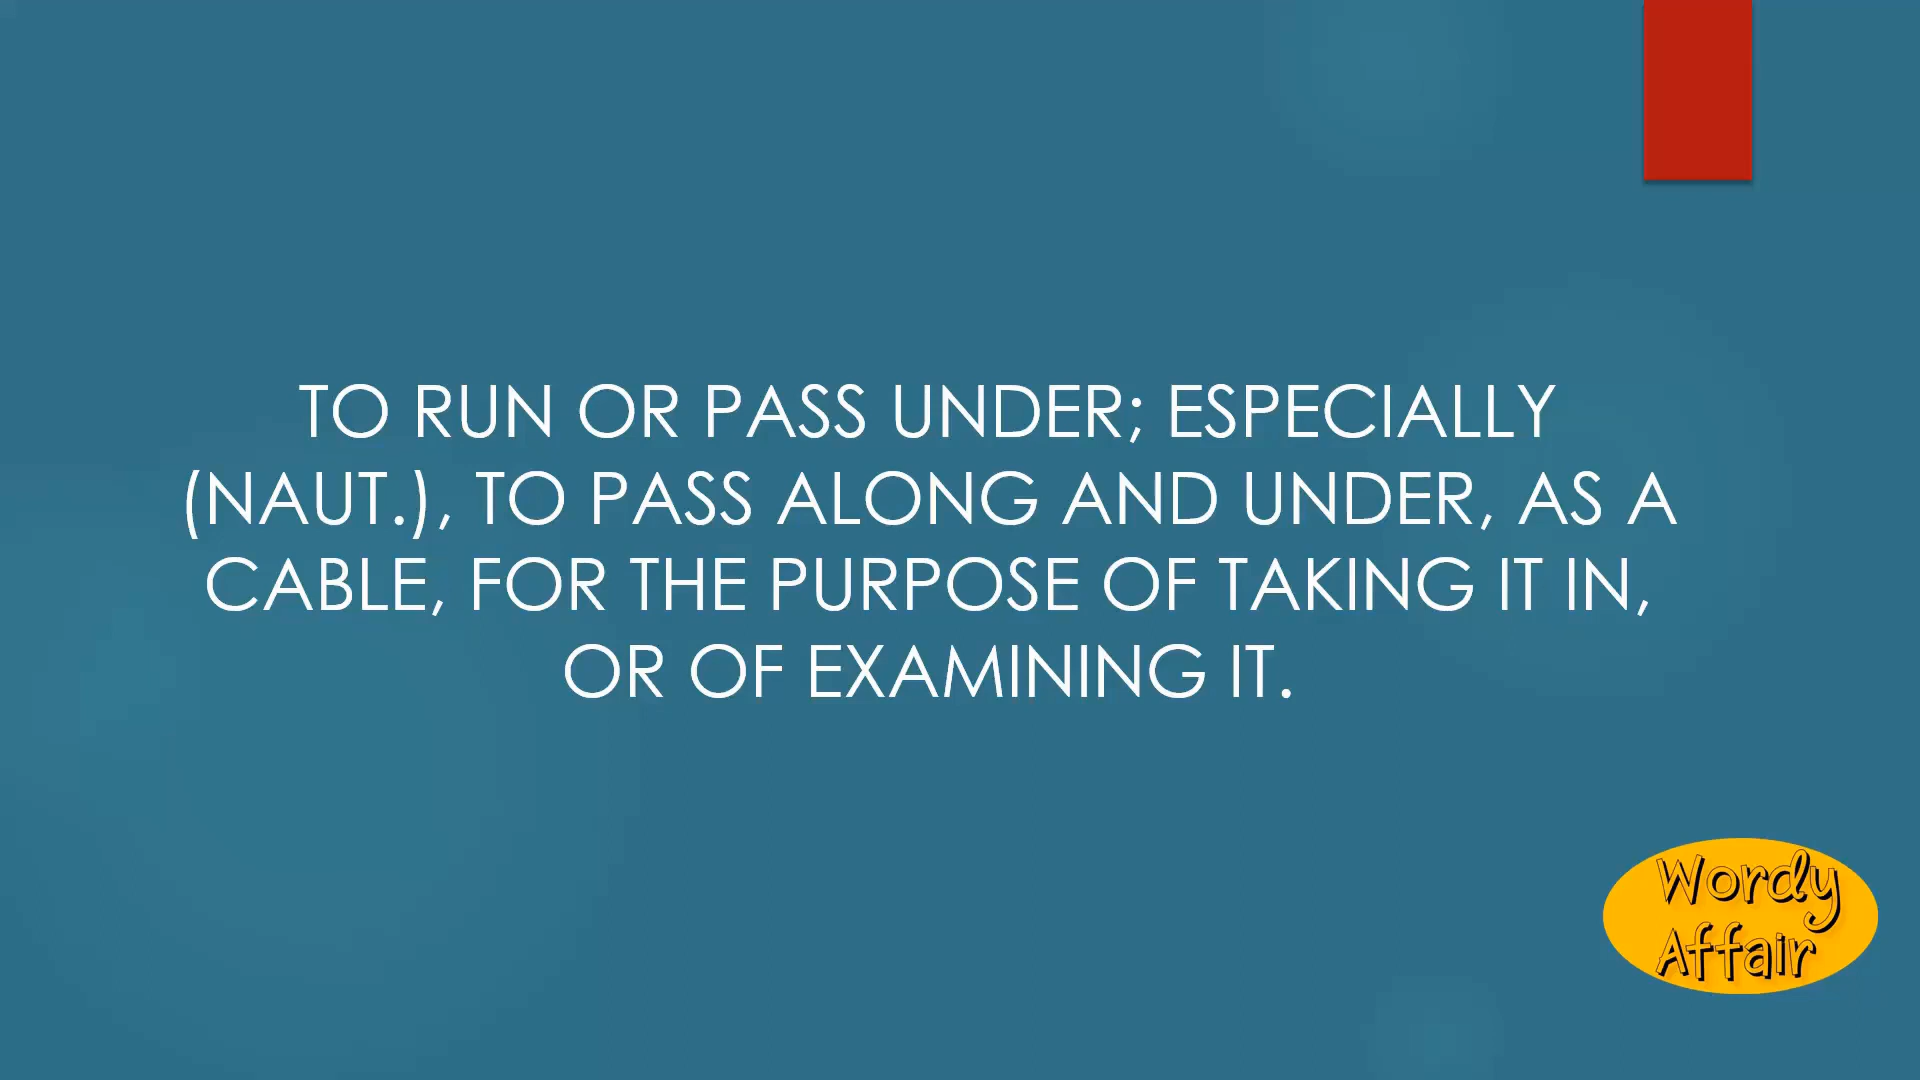 TO RUN OR PASS UNDER; ESPECIALLY
(NAUT.), TO PASS ALONG AND UNDER, AS A
CABLE, FOR THE PURPOSE OF TAKING IT IN,
OR OF EXAMINING IT.
Wordy
Affair